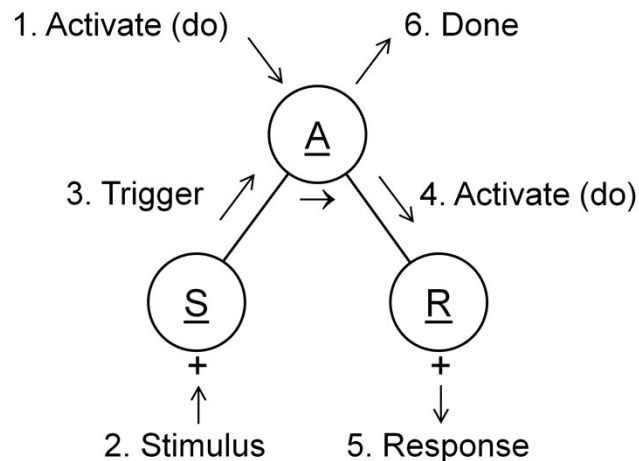 1. Activate (do)
6. Done
A
3. Trigger
→
4. Activate (do)
S
R
+
+
2. Stimulus
5. Response